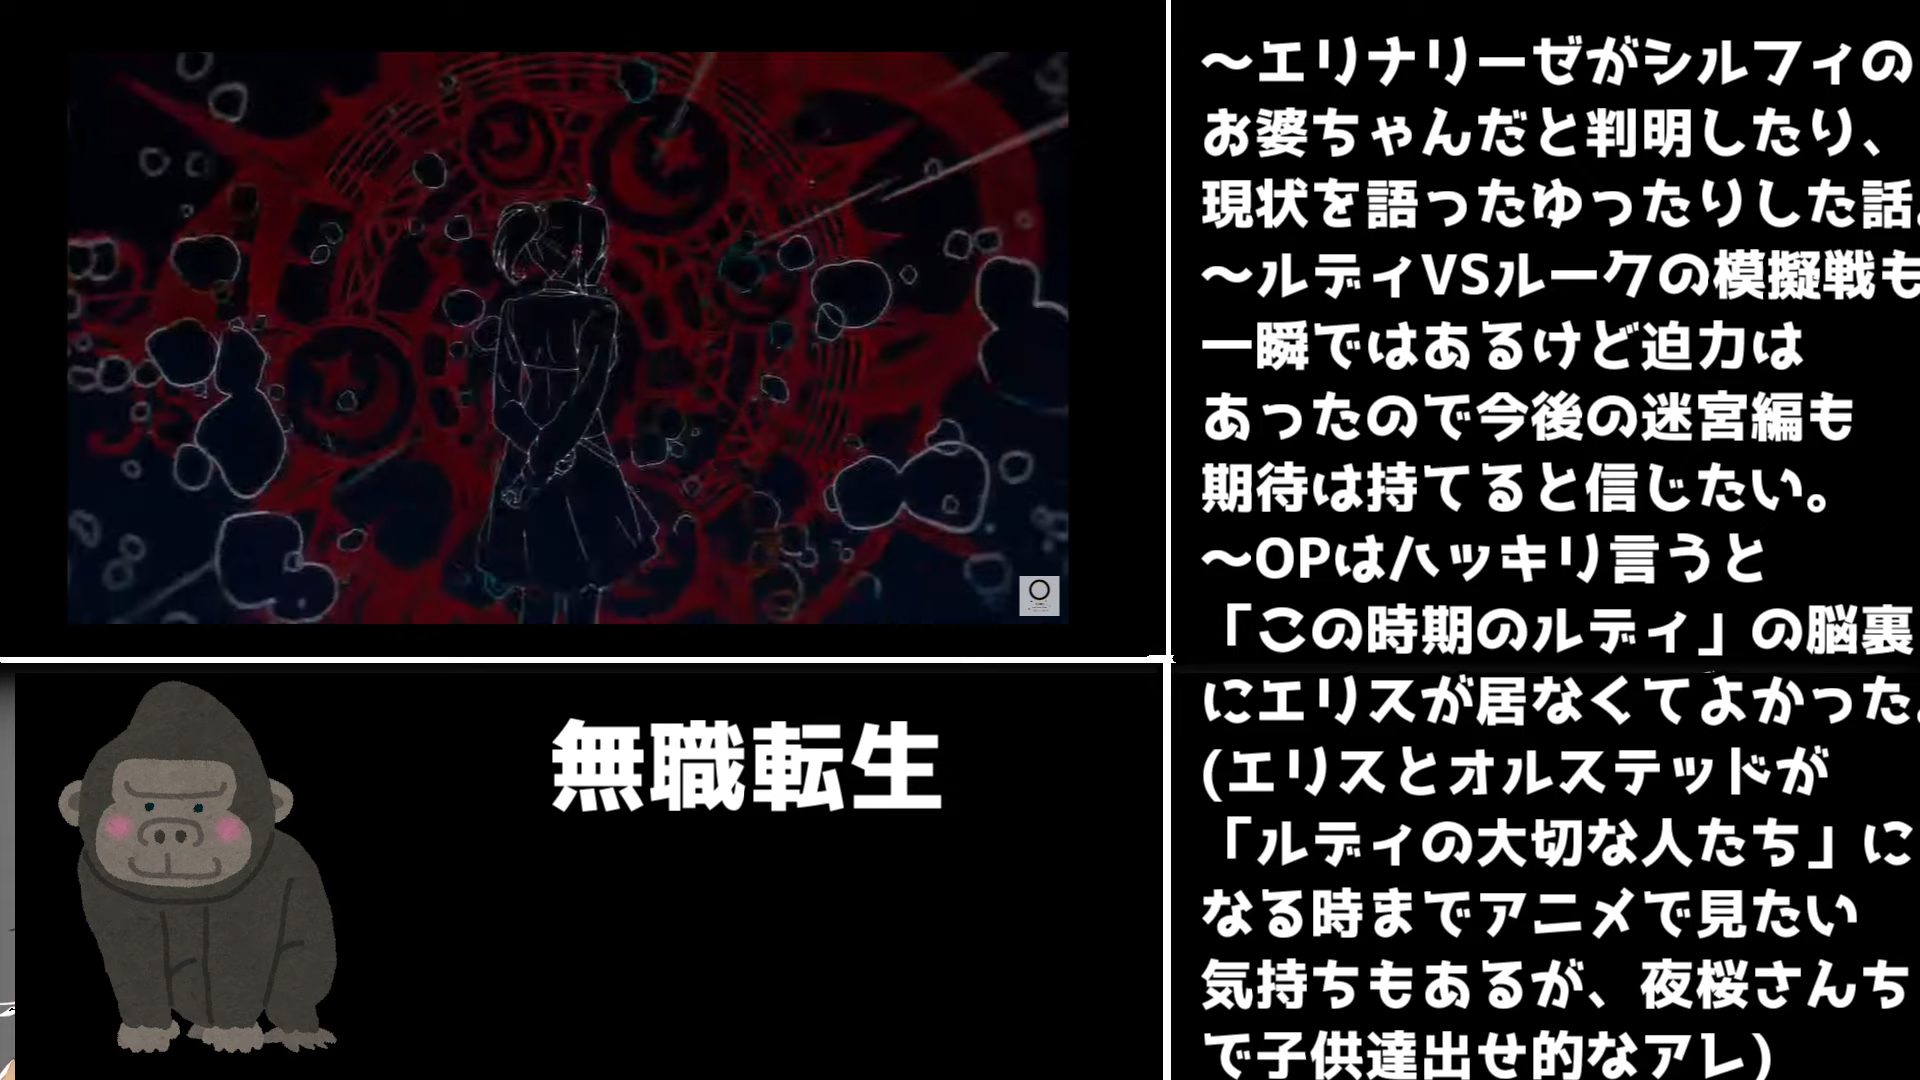 ～エリナリーゼがシルフィの
お婆ちゃんだと判明したり、
現状を語ったゆったりした話。
～ルディVSルークの模擬戦も
一瞬ではあるけど迫力は
あったので今後の迷宮編も
期待は持てると信じたい。
～OPはハッキリ言うと
「この時期のルディ」の脳裏
にエリスが居なくてよかった。
(エリスとオルステッドが
「ルディの大切な人たち」に
なる時までアニメで見たい
気持ちもあるが、夜桜さんち
で子供達出せ的なアレ)
無職転生